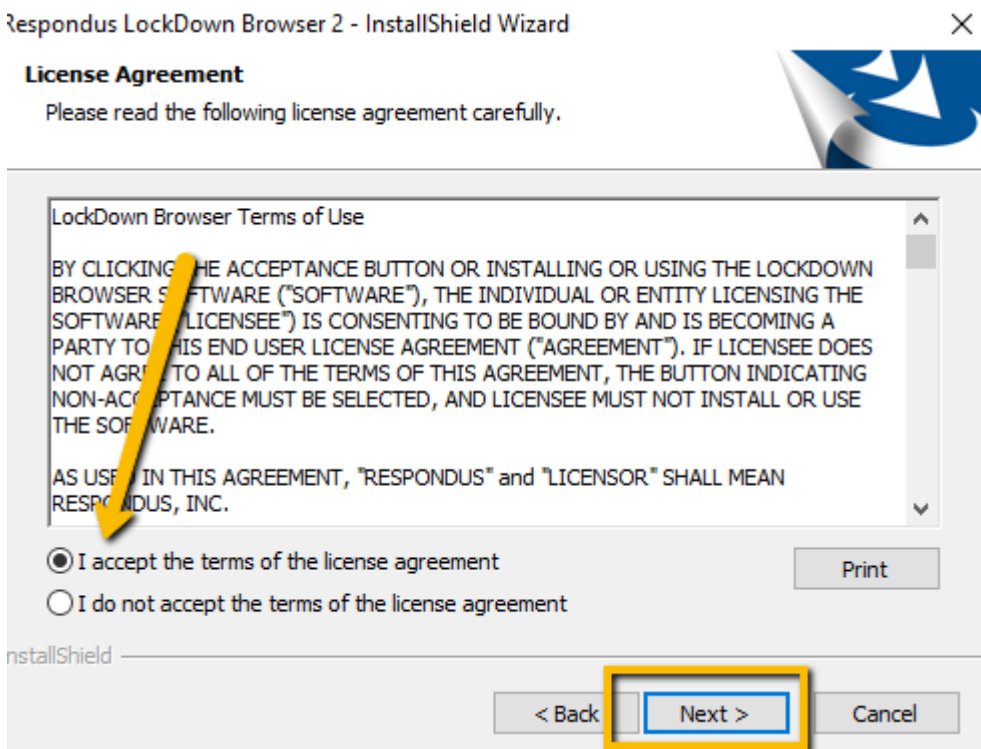 Respondus LockDown Browser 2 - InstallShield Wizard
License Agreement
Please read the following license agreement carefully.
LockDown Browser Terms of Use
BY CLICKING THE ACCEPTANCE BUTTON OR INSTALLING OR USING THE LOCKDOWN
BROWSER SOFTWARE ("SOFTWARE"), THE INDIVIDUAL OR ENTITY LICENSING THE
SOFTWARE ("LICENSEE") IS CONSENTING TO BE BOUND BY AND IS BECOMING A
PARTY TO THIS END USER LICENSE AGREEMENT ("AGREEMENT"). IF LICENSEE DOES
NOT AGREE TO ALL OF THE TERMS OF THIS AGREEMENT, THE BUTTON INDICATING
NON-ACCEPTANCE MUST BE SELECTED, AND LICENSEE MUST NOT INSTALL OR USE
THE SOFTWARE.
AS USED IN THIS AGREEMENT, "RESPONDUS" and "LICENSOR" SHALL MEAN
RESPONDUS, INC.
I accept the terms of the license agreement
Print
I do not accept the terms of the license agreement
InstallShield
< Back
Next >
Cancel